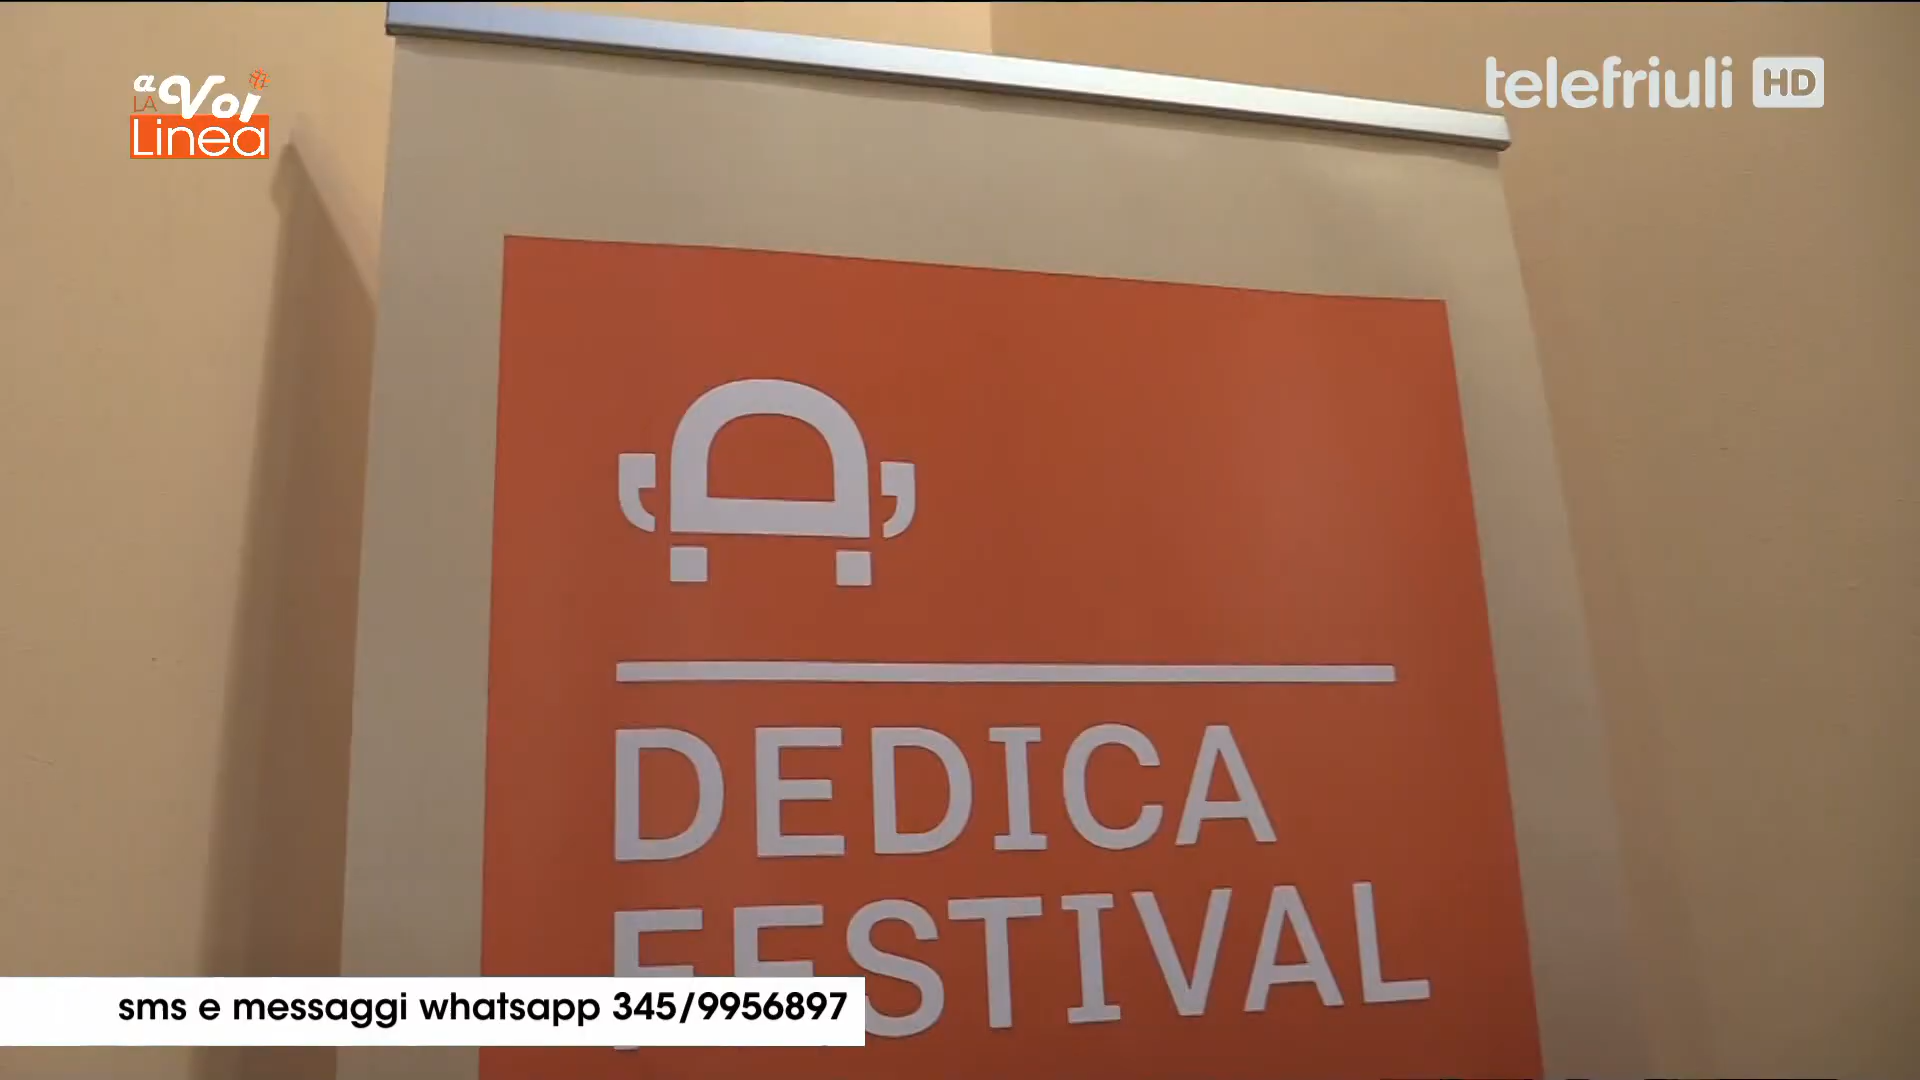 a Voi
LA
Linea
telefriuli HD
DEDICA
FESTIVAL
sms e messaggi whatsapp 345/9956897